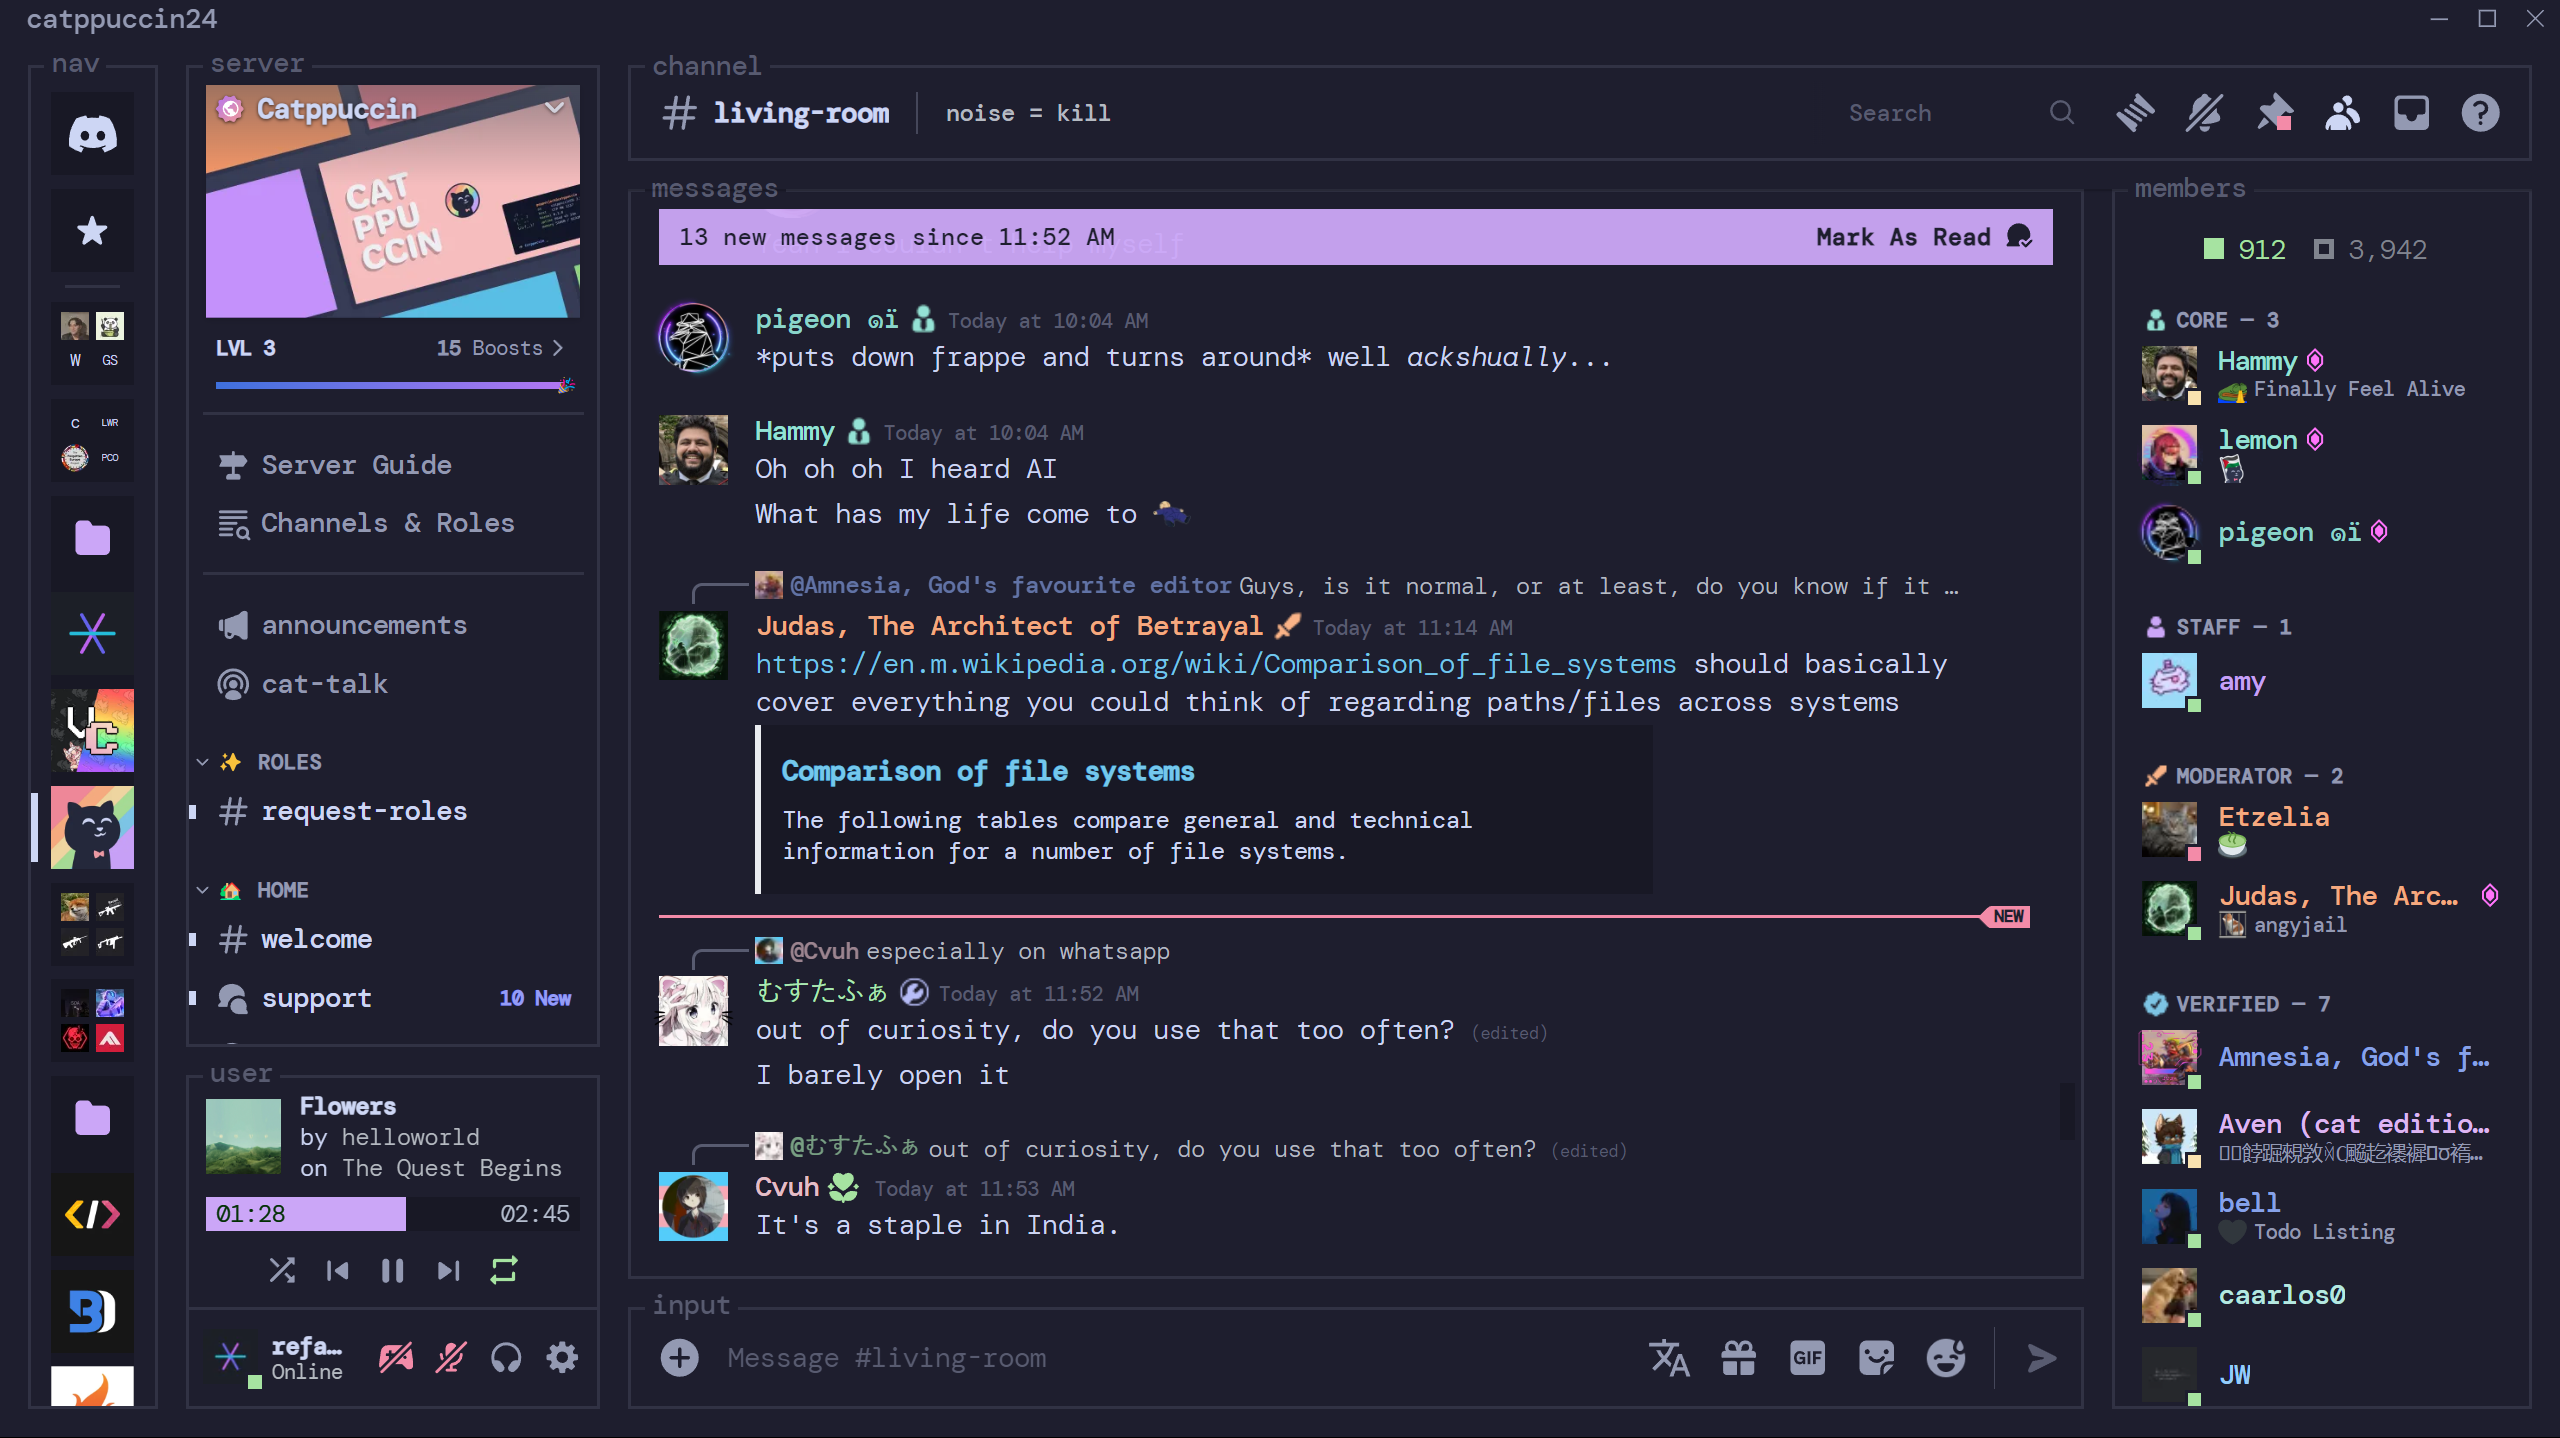 catppuccin24
nav
W GS
C LWR
PCO
server
Catppuccin
CAT
PPU
CCIN
LVL 3
15 Boosts
Server Guide
Channels & Roles
announcements
cat-talk
ROLES
request-roles
HOME
welcome
support 10 New
user
Flowers
by helloworld
on The Quest Begins
01:28 02:45
refa…
Online
channel
living-room
noise = kill
Search
messages
13 new messages since 11:52 AM
Mark As Read
pigeon ๑ï Today at 10:04 AM
*puts down frappe and turns around* well ackshually...
Hammy Today at 10:04 AM
Oh oh oh I heard AI
What has my life come to
@Amnesia, God's favourite editor Guys, is it normal, or at least, do you know if it …
Judas, The Architect of Betrayal Today at 11:14 AM
https://en.m.wikipedia.org/wiki/Comparison_of_file_systems should basically
cover everything you could think of regarding paths/files across systems
Comparison of file systems
The following tables compare general and technical
information for a number of file systems.
NEW
@Cvuh especially on whatsapp
むすたふぁ Today at 11:52 AM
out of curiosity, do you use that too often? (edited)
I barely open it
@むすたふぁ out of curiosity, do you use that too often? (edited)
Cvuh Today at 11:53 AM
It's a staple in India.
input
Message #living-room
GIF
members
912 3,942
CORE — 3
Hammy
Finally Feel Alive
lemon
pigeon ๑ï
STAFF — 1
amy
MODERATOR — 2
Etzelia
Judas, The Arc…
angyjail
VERIFIED — 7
Amnesia, God's f…
Aven (cat editio…
bell
Todo Listing
caarlos0
JW